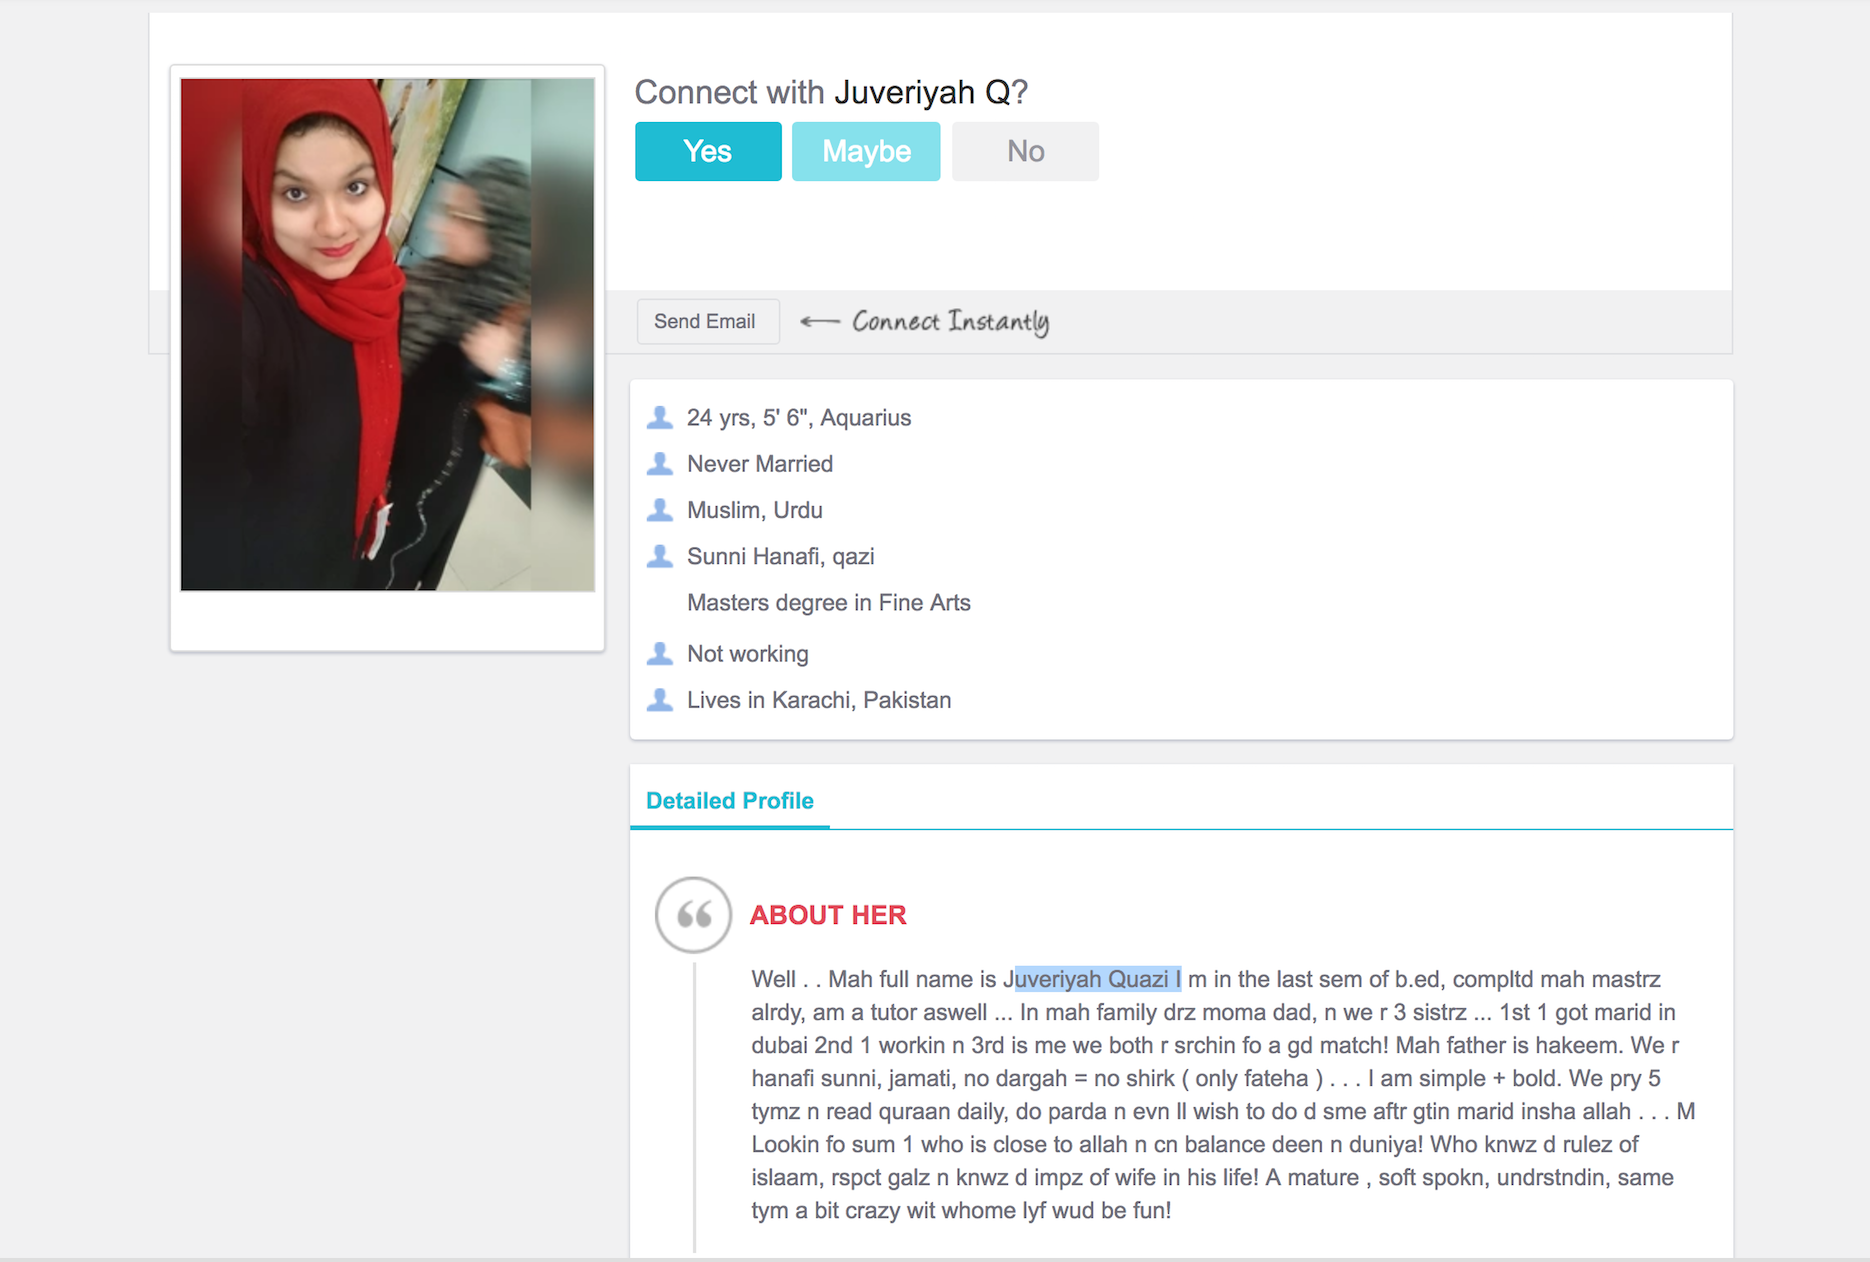 Connect with Juveriyah Q?
Yes
Maybe
No
Send Email
Connect Instantly
24 yrs, 5' 6", Aquarius
Never Married
Muslim, Urdu
Sunni Hanafi, qazi
Masters degree in Fine Arts
Not working
Lives in Karachi, Pakistan
Detailed Profile
ABOUT HER
Well . . Mah full name is Juveriyah Quazi I m in the last sem of b.ed, compltd mah mastrz
alrdy, am a tutor aswell ... In mah family drz moma dad, n we r 3 sistrz ... 1st 1 got marid in
dubai 2nd 1 workin n 3rd is me we both r srchin fo a gd match! Mah father is hakeem. We r
hanafi sunni, jamati, no dargah = no shirk ( only fateha ) . . . I am simple + bold. We pry 5
tymz n read quraan daily, do parda n evn ll wish to do d sme aftr gtin marid insha allah . . . M
Lookin fo sum 1 who is close to allah n cn balance deen n duniya! Who knwz d rulez of
islaam, rspct galz n knwz d impz of wife in his life! A mature , soft spokn, undrstndin, same
tym a bit crazy wit whome lyf wud be fun!